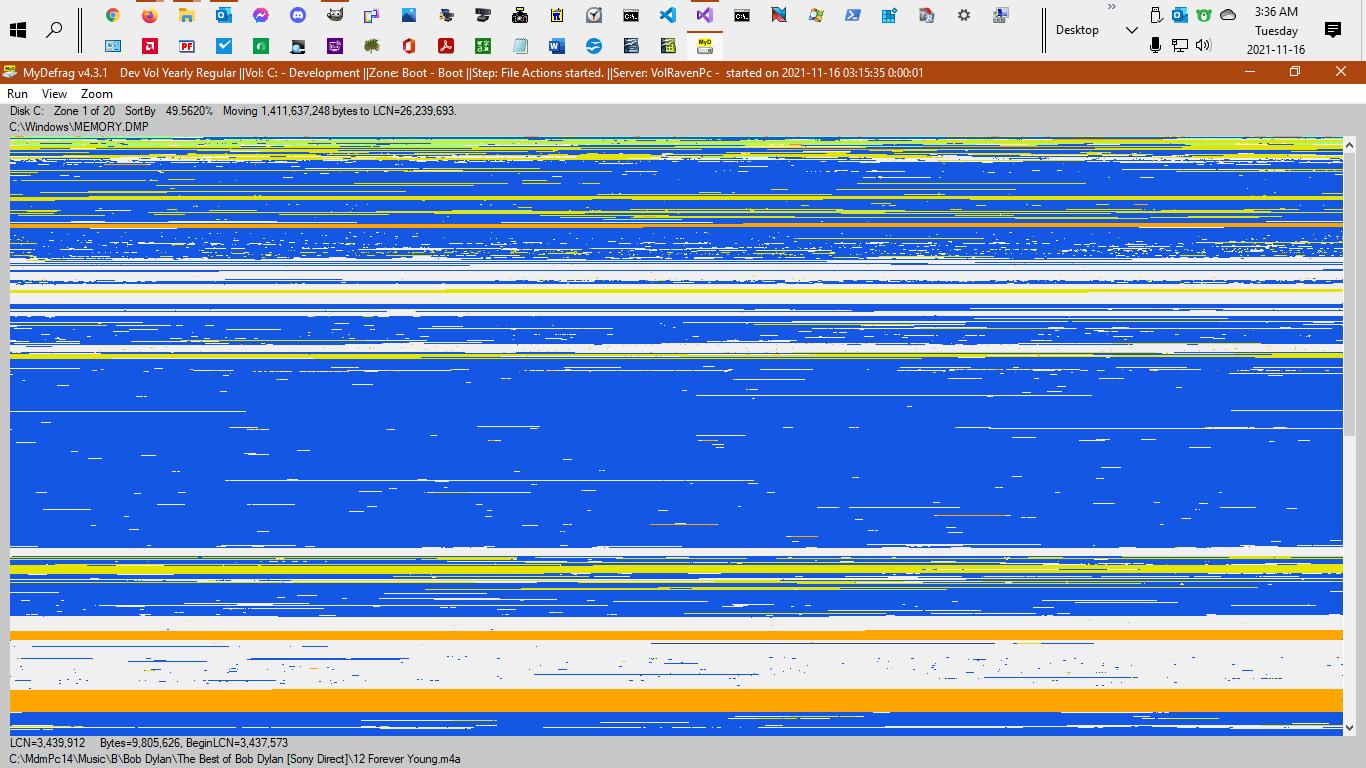 3:36 AM
Desktop
Tuesday
2021-11-16
MyDefrag v4.3.1 Dev Vol Yearly Regular ||Vol: C: - Development ||Zone: Boot - Boot ||Step: File Actions started. ||Server: VolRavenPc - started on 2021-11-16 03:15:35 0:00:01
Run View Zoom
Disk C: Zone 1 of 20 SortBy 49.5620% Moving 1,411,637,248 bytes to LCN=26,239,693.
C:\Windows\MEMORY.DMP
LCN=3,439,912 Bytes=9,805,626, BeginLCN=3,437,573
C:\MdmPc14\Music\B\Bob Dylan\The Best of Bob Dylan [Sony Direct]\12 Forever Young.m4a